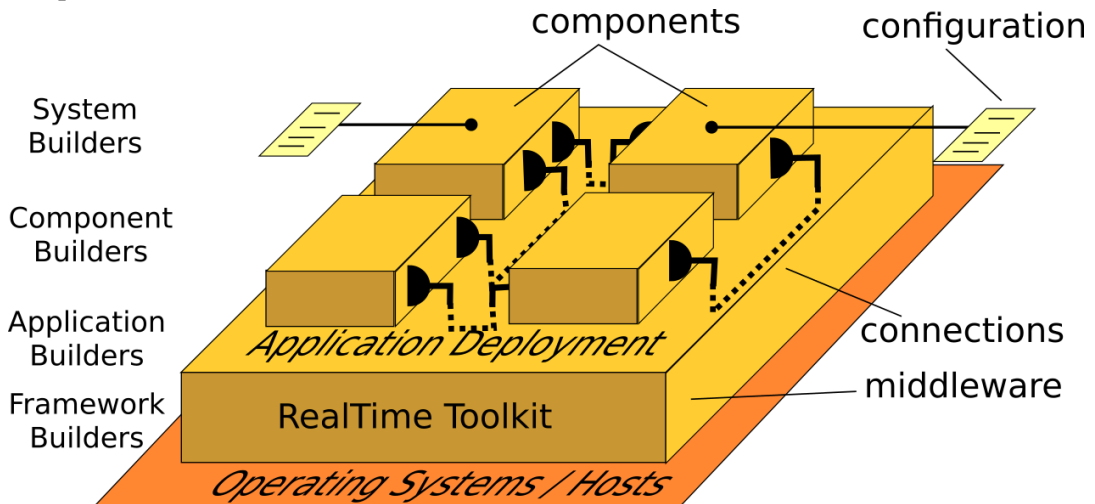 components
configuration
System
Builders
Component
Builders
Application
Builders
Framework
Builders
Application Deployment
connections
middleware
RealTime Toolkit
Operating Systems / Hosts